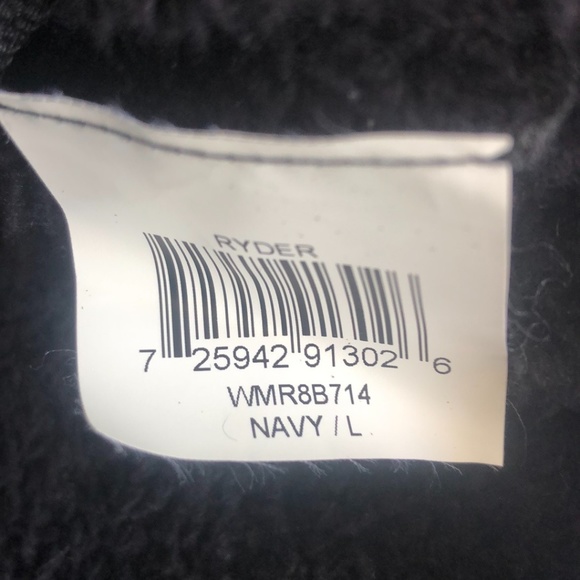 RYDER
7 25942 91302 6
WMR8B714
NAVY / L